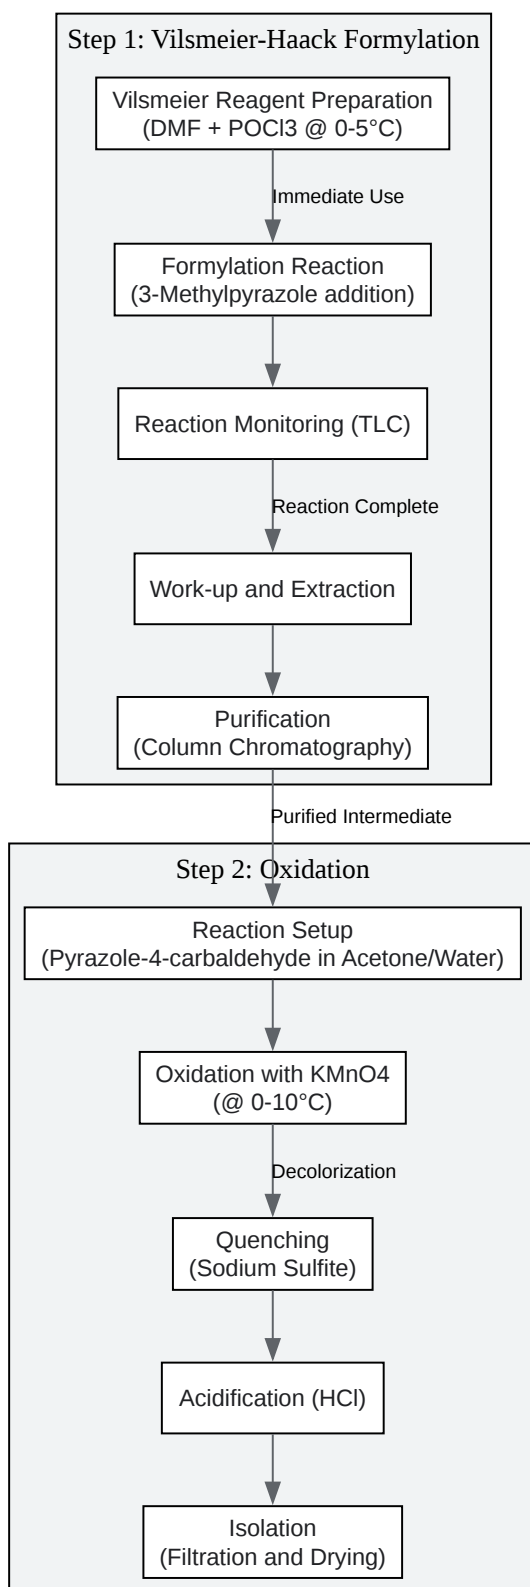 Step 1: Vilsmeier-Haack Formylation
Vilsmeier Reagent Preparation
(DMF + POCl3 @ 0-5°C)
Immediate Use
Formylation Reaction
(3-Methylpyrazole addition)
Reaction Monitoring (TLC)
Reaction Complete
Work-up and Extraction
Purification
(Column Chromatography)
Purified Intermediate
Step 2: Oxidation
Reaction Setup
(Pyrazole-4-carbaldehyde in Acetone/Water)
Oxidation with KMnO4
(@ 0-10°C)
Decolorization
Quenching
(Sodium Sulfite)
Acidification (HCl)
Isolation
(Filtration and Drying)